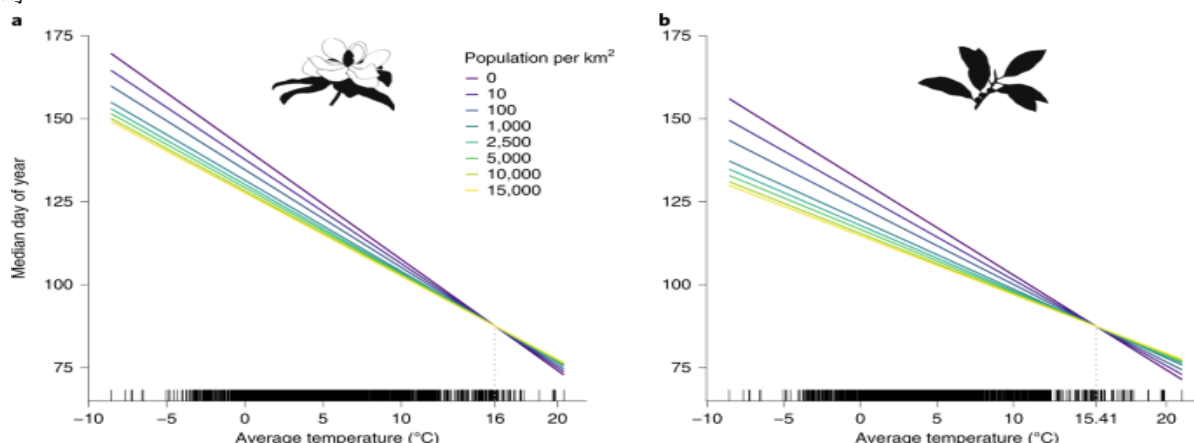 a
175
150
125
100
75
Median day of year
Population per km²
0
10
100
1,000
2,500
5,000
10,000
15,000
−10 −5 0 5 10 16 20
Average temperature (°C)
b
175
150
125
100
75
−10 −5 0 5 10 15.41 20
Average temperature (°C)